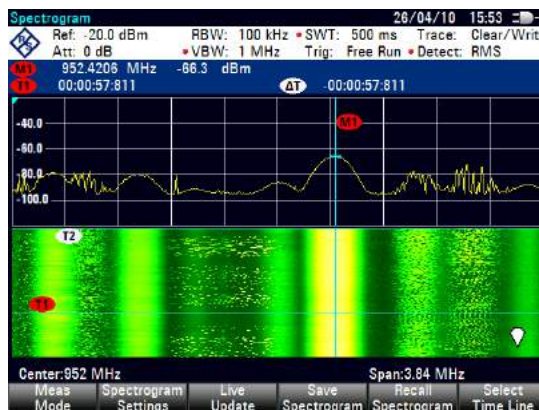 Spectrogram 26/04/10 15:53
Ref: -20.0 dBm RBW: 100 kHz SWT: 500 ms Trace: Clear/Writ
Att: 0 dB VBW: 1 MHz Trig: Free Run Detect: RMS
M1 952.4206 MHz -66.3 dBm
T1 00:00:57:811 ΔT -00:00:57:811
M1
-40.0
-60.0
-80.0
-100.0
T2
T1
Center:952 MHz Span:3.84 MHz
Meas Mode Spectrogram Settings Live Update Save Spectrogram Recall Spectrogram Select Time Line